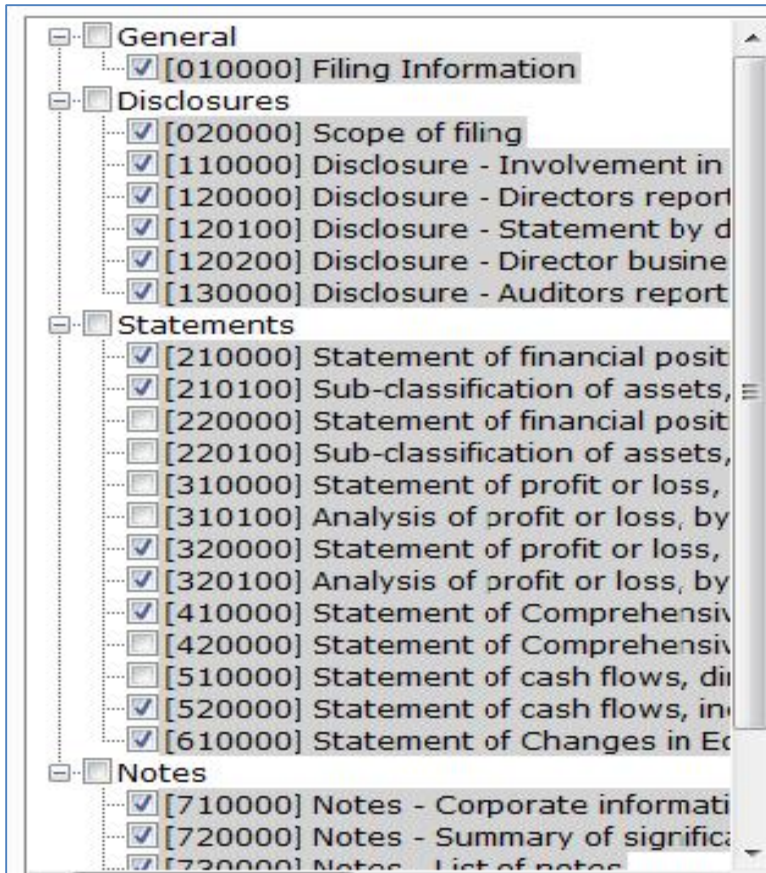 General
[010000] Filing Information
Disclosures
[020000] Scope of filing
[110000] Disclosure - Involvement in
[120000] Disclosure - Directors report
[120100] Disclosure - Statement by d
[120200] Disclosure - Director busine
[130000] Disclosure - Auditors report
Statements
[210000] Statement of financial posit
[210100] Sub-classification of assets,
[220000] Statement of financial posit
[220100] Sub-classification of assets,
[310000] Statement of profit or loss,
[310100] Analysis of profit or loss, by
[320000] Statement of profit or loss,
[320100] Analysis of profit or loss, by
[410000] Statement of Comprehensiv
[420000] Statement of Comprehensiv
[510000] Statement of cash flows, di
[520000] Statement of cash flows, in
[610000] Statement of Changes in Ec
Notes
[710000] Notes - Corporate informati
[720000] Notes - Summary of significa
[730000] Notes - List of notes